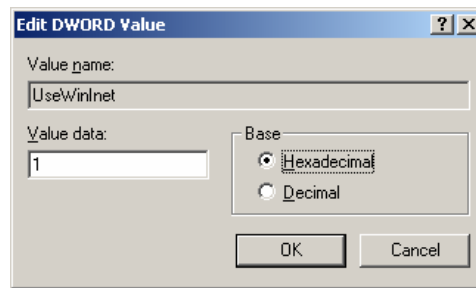 Edit DWORD Value
Value name:
UseWinInet
Value data:
1
Base
Hexadecimal
Decimal
OK
Cancel